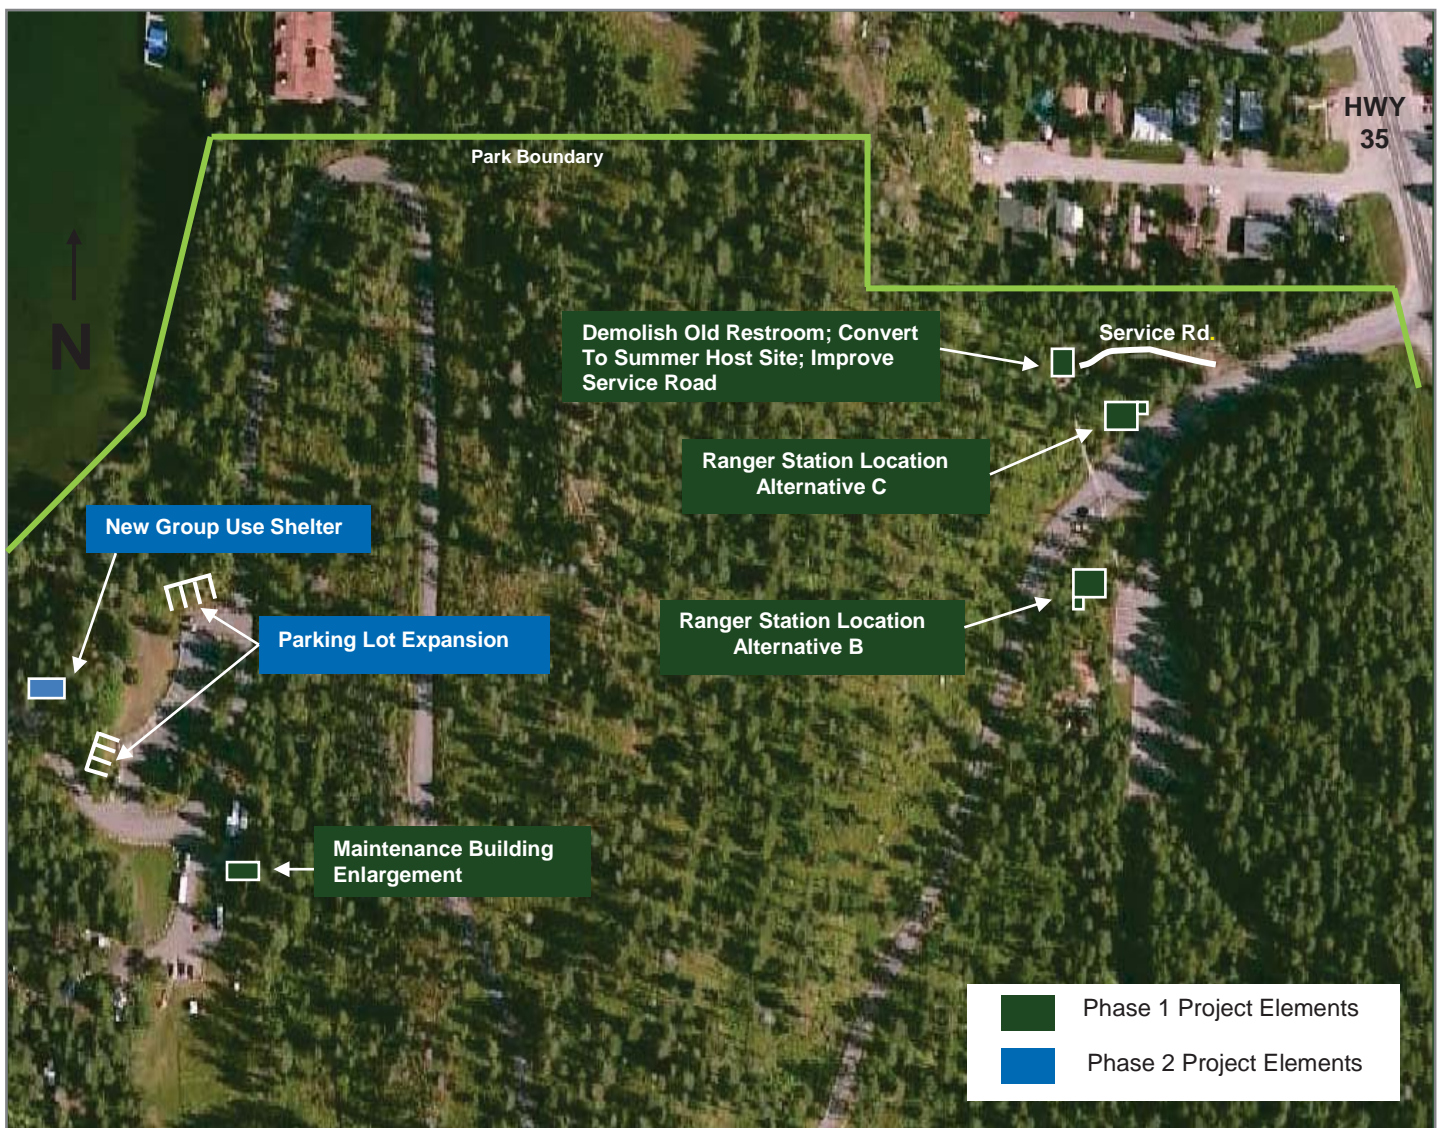 HWY
35
Park Boundary
N
Demolish Old Restroom; Convert
To Summer Host Site; Improve
Service Road
Service Rd.
Ranger Station Location
Alternative C
New Group Use Shelter
Parking Lot Expansion
Ranger Station Location
Alternative B
Maintenance Building
Enlargement
Phase 1 Project Elements
Phase 2 Project Elements